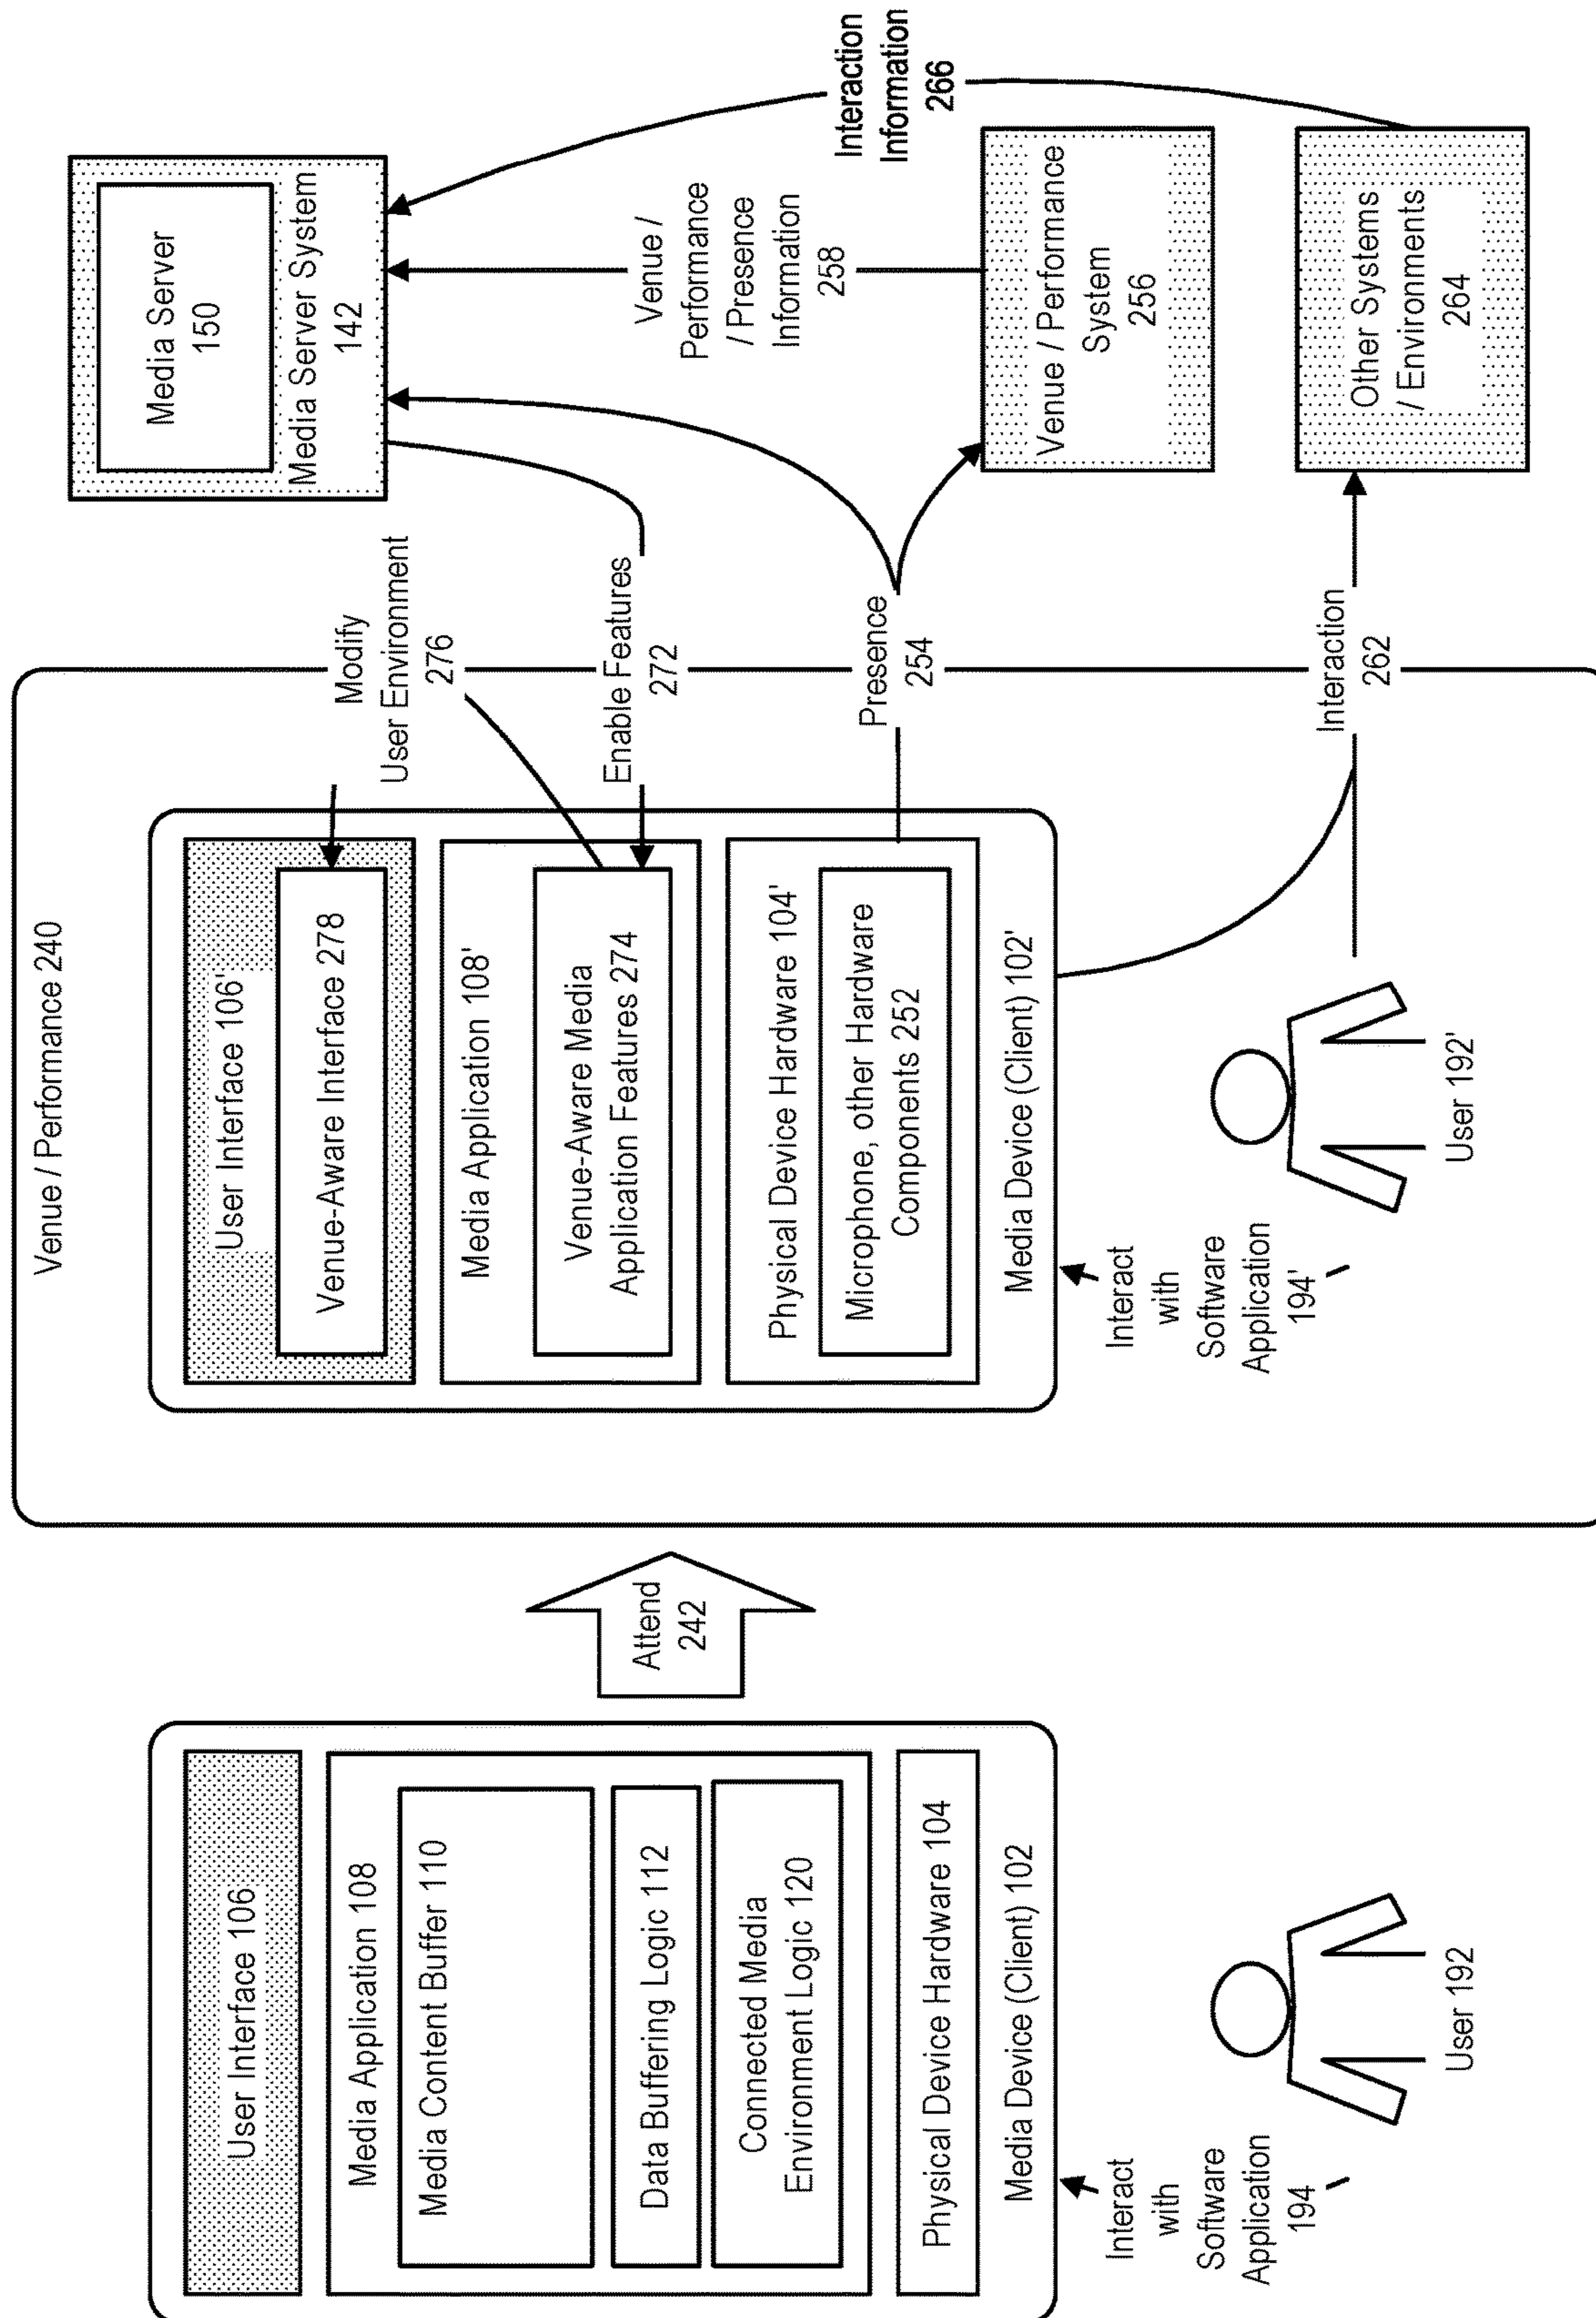 User Interface 106
Media Application 108
Media Content Buffer 110
Data Buffering Logic 112
Connected Media
Environment Logic 120
Physical Device Hardware 104
Media Device (Client) 102
Interact
with
Software
Application
194
User 192
Attend
242
Venue / Performance 240
User Interface 106'
Venue-Aware Interface 278
Media Application 108'
Venue-Aware Media
Application Features 274
Physical Device Hardware 104'
Microphone, other Hardware
Components 252
Media Device (Client) 102'
Interact
with
Software
Application
194'
User 192'
Modify
User Environment
276
Enable Features
272
Presence
254
Interaction
262
Media Server
150
Media Server System
142
Venue /
Performance
/ Presence
Information
258
Interaction
Information
266
Venue / Performance
System
256
Other Systems
/ Environments
264